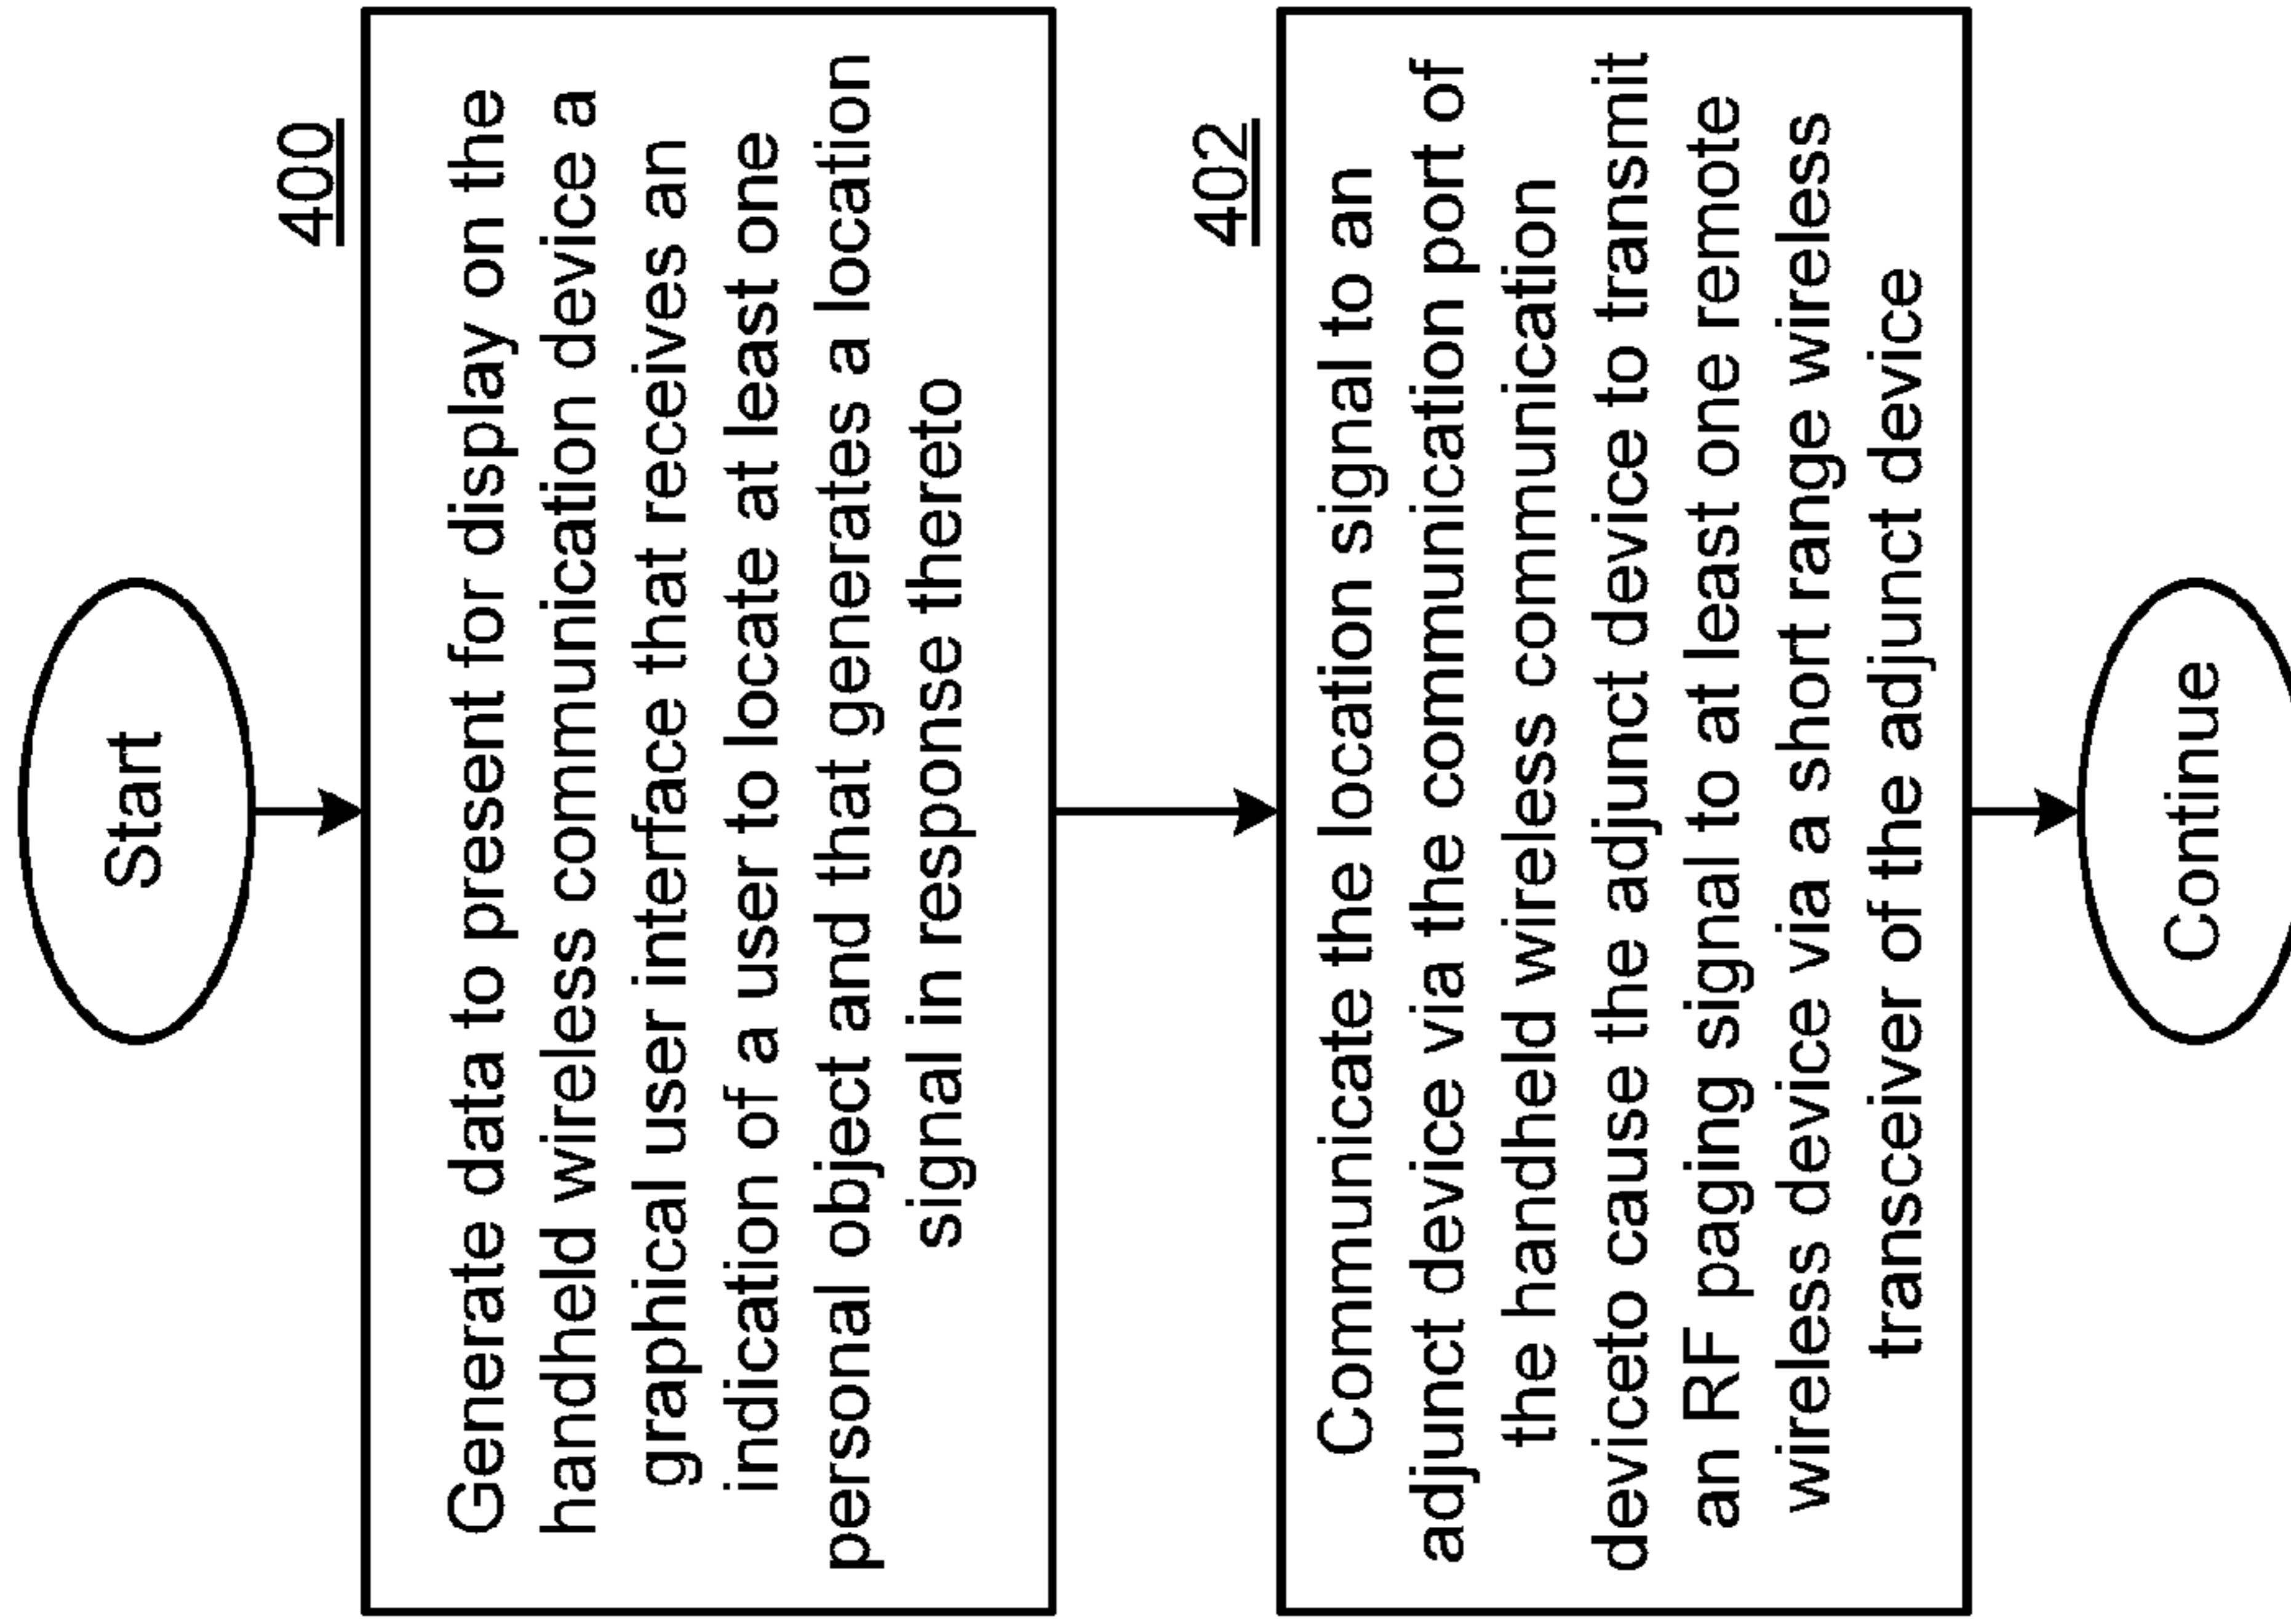 Start
400
Generate data to present for display on the
handheld wireless communication device a
graphical user interface that receives an
indication of a user to locate at least one
personal object and that generates a location
signal in response thereto
402
Communicate the location signal to an
adjunct device via the communication port of
the handheld wireless communication
deviceto cause the adjunct device to transmit
an RF paging signal to at least one remote
wireless device via a short range wireless
transceiver of the adjunct device
Continue